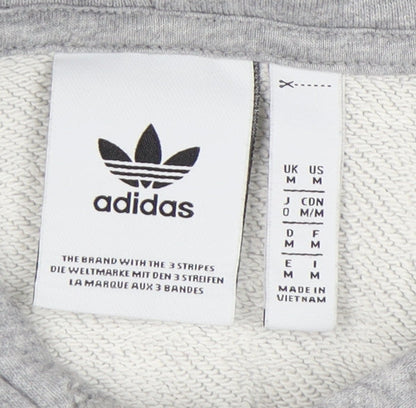 adidas
THE BRAND WITH THE 3 STRIPES
DIE WELTMARKE MIT DEN 3 STREIFEN
LA MARQUE AUX 3 BANDES
UK US
M M
J CON
O M/M
D F
M M
E I
M M
MADE IN
VIETNAM